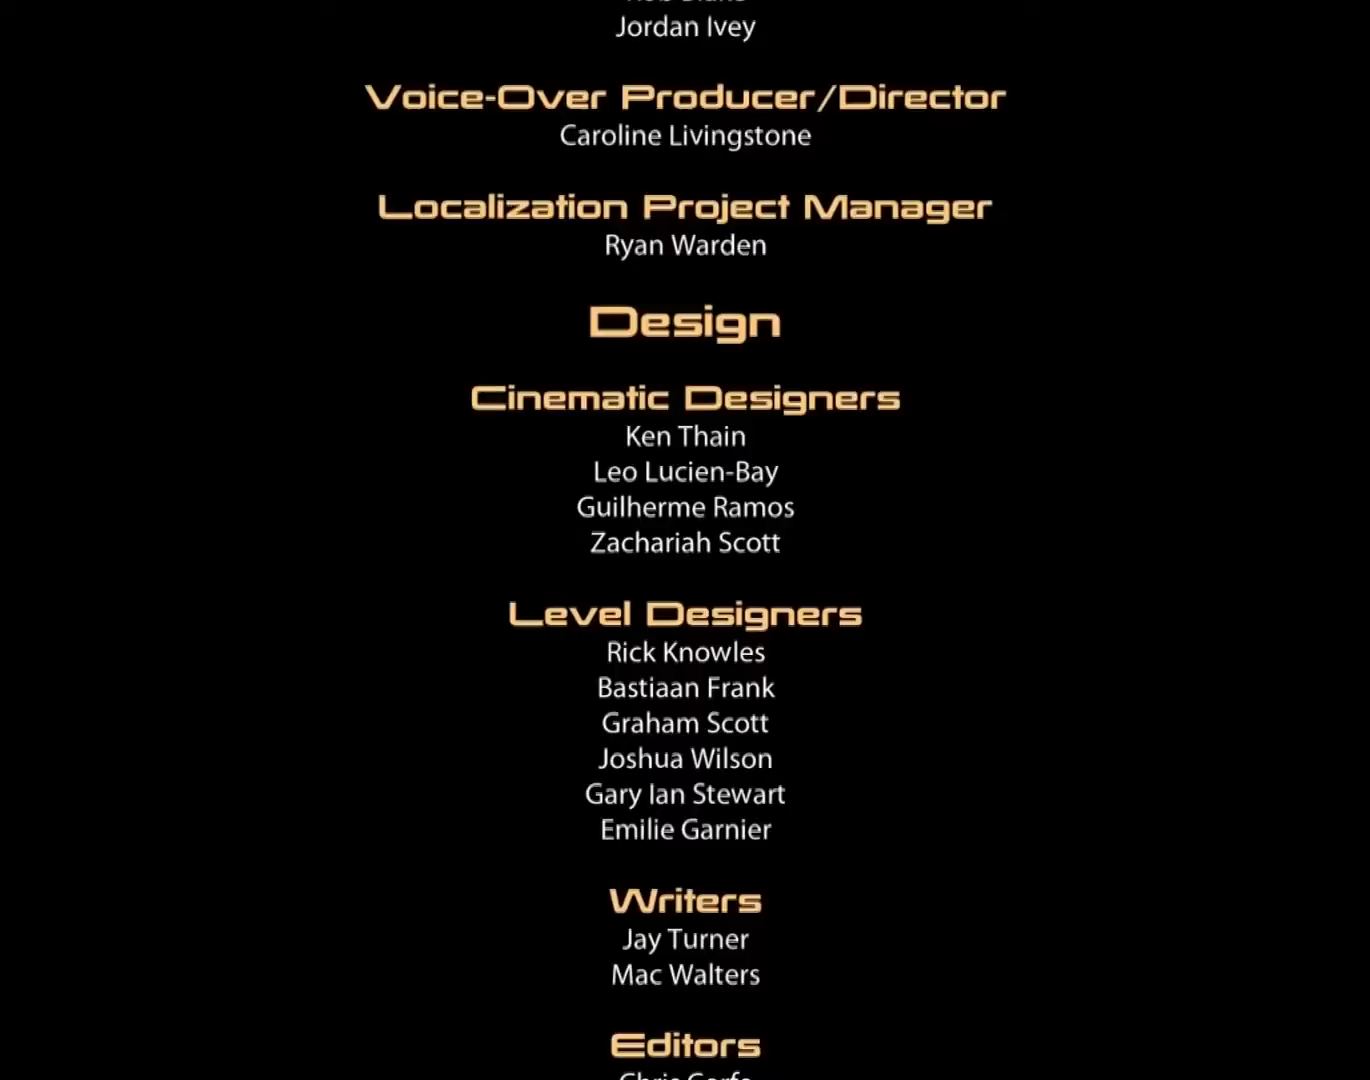 Jordan Ivey
Voice-Over Producer/Director
Caroline Livingstone
Localization Project Manager
Ryan Warden
Design
Cinematic Designers
Ken Thain
Leo Lucien-Bay
Guilherme Ramos
Zachariah Scott
Level Designers
Rick Knowles
Bastiaan Frank
Graham Scott
Joshua Wilson
Gary Ian Stewart
Emilie Garnier
Writers
Jay Turner
Mac Walters
Editors